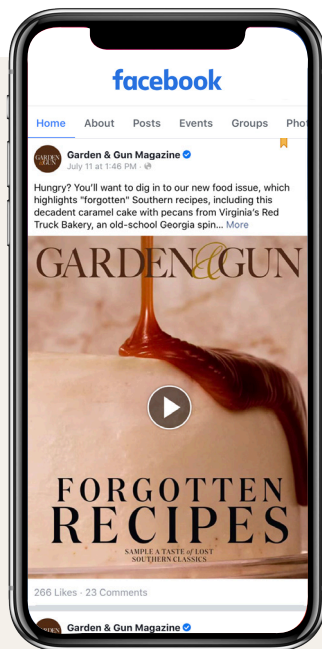 facebook
Home About Posts Events Groups Phot
Garden & Gun Magazine
July 11 at 1:46 PM ·
Hungry? You'll want to dig in to our new food issue, which
highlights "forgotten" Southern recipes, including this
decadent caramel cake with pecans from Virginia's Red
Truck Bakery, an old-school Georgia spin... More
GARDEN & GUN
FORGOTTEN
RECIPES
SAMPLE A TASTE of LOST
SOUTHERN CLASSICS
266 Likes · 23 Comments
Garden & Gun Magazine